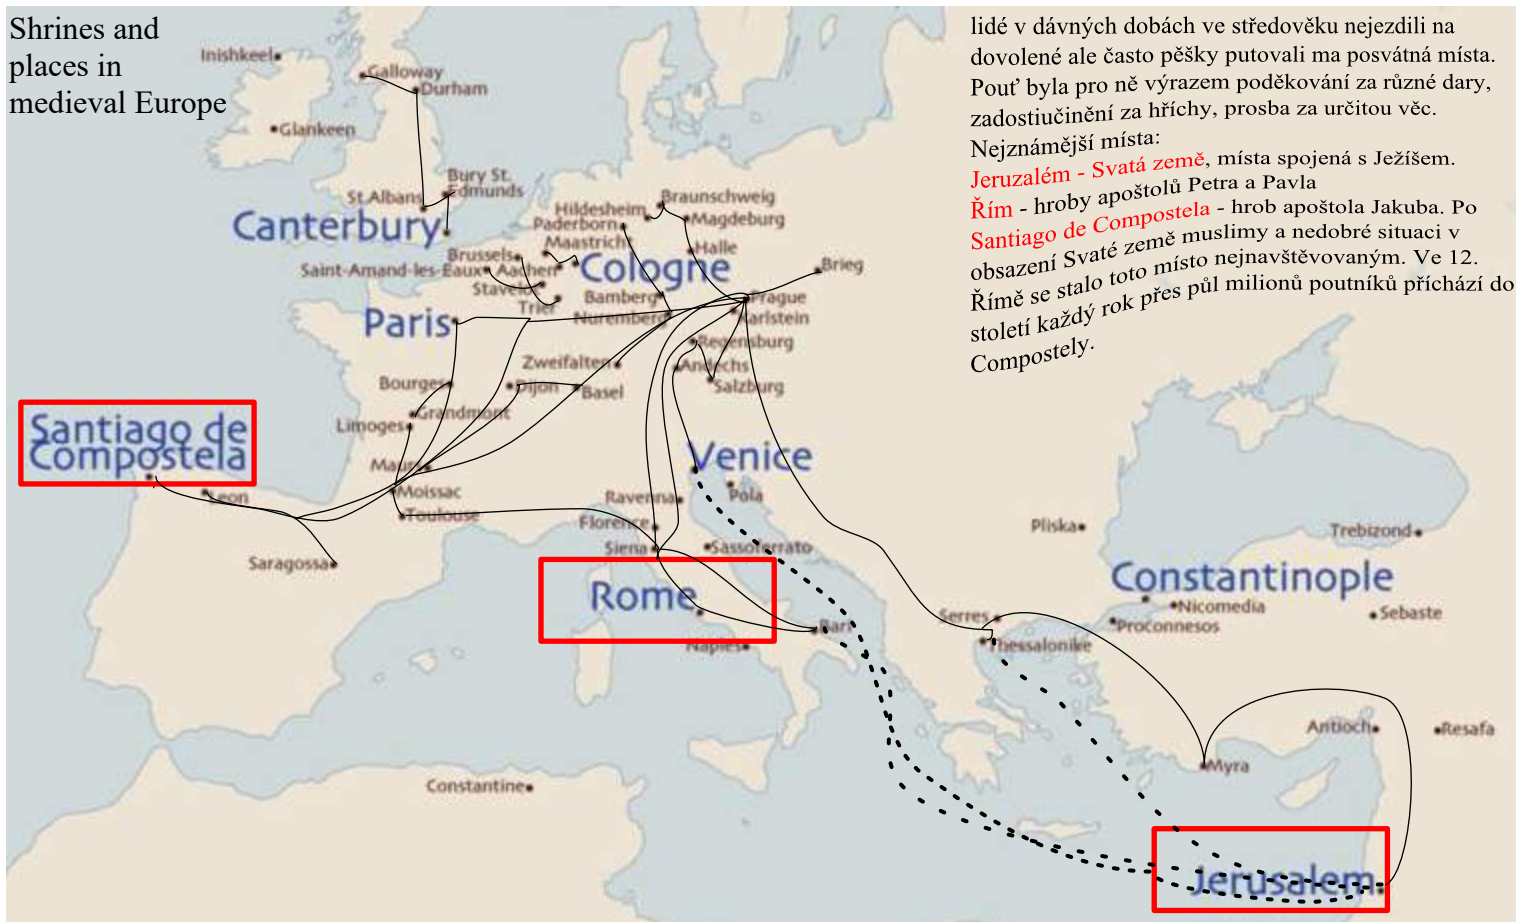 Shrines and
places in
medieval Europe
lidé v dávných dobách ve středověku nejezdili na
dovolené ale často pěšky putovali ma posvátná místa.
Pouť byla pro ně výrazem poděkování za různé dary,
zadostiučinění za hříchy, prosba za určitou věc.
Nejznámější místa:
Jeruzalém - Svatá země, místa spojená s Ježíšem.
Řím - hroby apoštolů Petra a Pavla
Santiago de Compostela - hrob apoštola Jakuba. Po
obsazení Svaté země muslimy a nedobré situaci v
Římě se stalo toto místo nejnavštěvovaným. Ve 12.
století každý rok přes půl milionů poutníků příchází do
Compostely.
Inishkeel
Galloway
Durham
Glankeen
Bury St.
Edmunds
St.Albans
Canterbury
Braunschweig
Hildesheim
Magdeburg
Paderborn
Maastricht
Halle
Brussels
Saint-Amand-les-Eaux
Aachen
Cologne
Brieg
Stavelot
Trier
Bamberg
Prague
Nuremberg
Karlstein
Paris
Regensburg
Zweifalten
Andechs
Salzburg
Bourges
Dijon
Basel
Grandmont
Limoges
Santiago de
Compostela
Maurs
Venice
Leon
Moissac
Ravenna
Pola
Toulouse
Florence
Pliska
Trebizond
Siena
Sassoferrato
Saragossa
Rome
Constantinople
Nicomedia
Sebaste
Serres
Proconnesos
Bari
Naples
Thessalonike
Antioch
Resafa
Myra
Constantine
Jerusalem